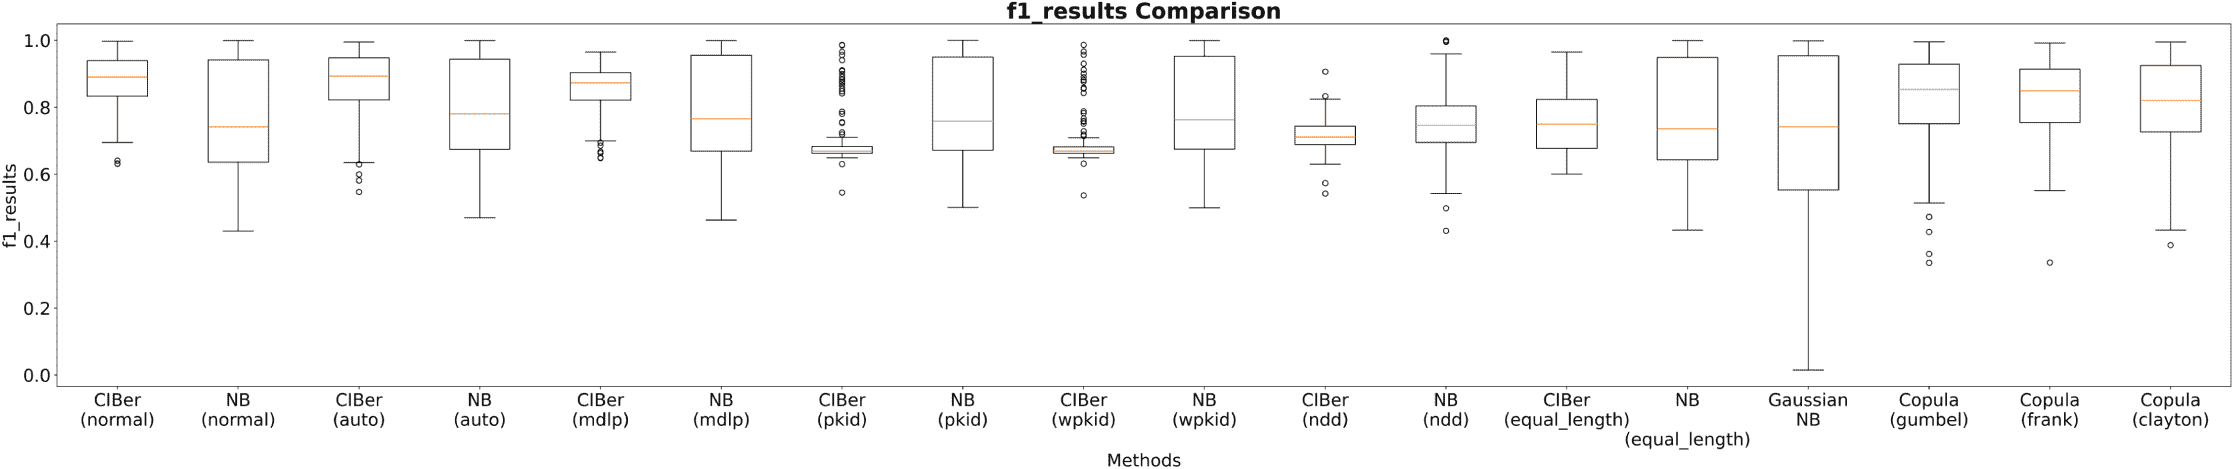 f1_results Comparison
1.0
0.8
0.6
0.4
0.2
0.0
f1_results
CIBer
(normal)
NB
(normal)
CIBer
(auto)
NB
(auto)
CIBer
(mdlp)
NB
(mdlp)
CIBer
(pkid)
NB
(pkid)
CIBer
(wpkid)
NB
(wpkid)
CIBer
(ndd)
NB
(ndd)
CIBer
(equal_length)
NB
(equal_length)
Gaussian
NB
Copula
(gumbel)
Copula
(frank)
Copula
(clayton)
Methods